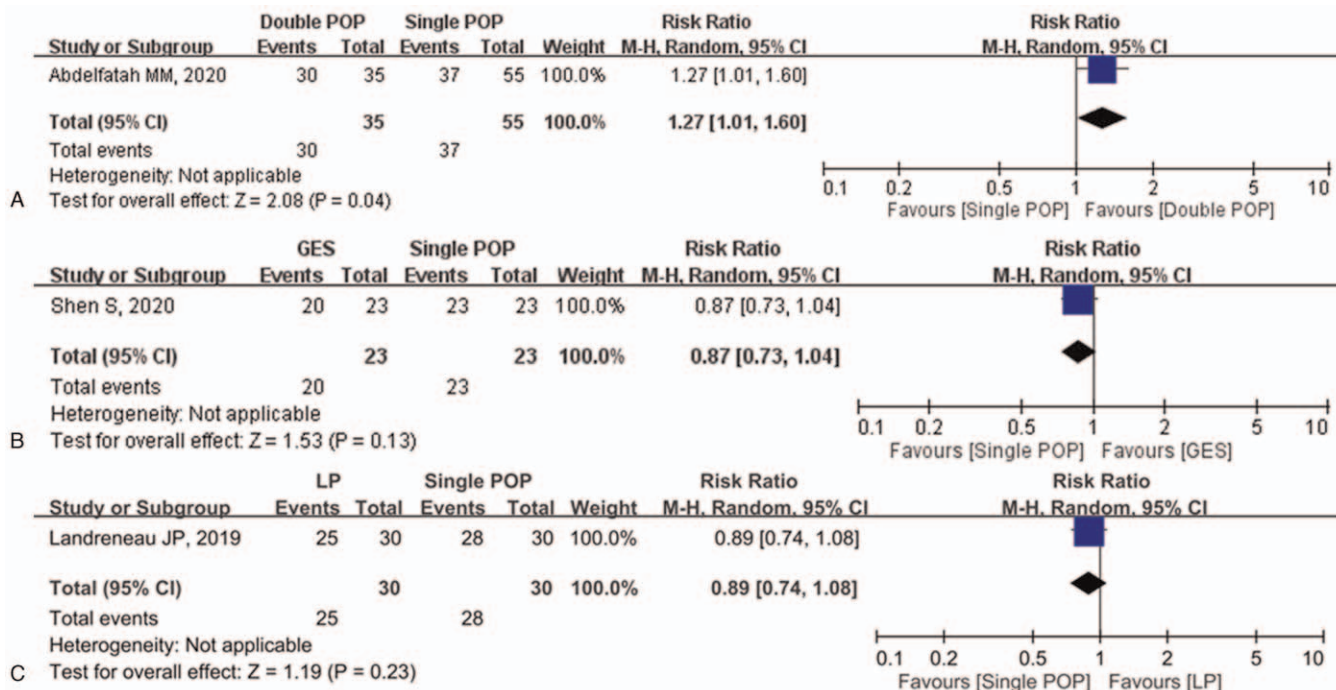 Double POP Single POP Risk Ratio Risk Ratio
Study or Subgroup Events Total Events Total Weight M-H, Random, 95% CI M-H, Random, 95% CI
Abdelfatah MM, 2020 30 35 37 55 100.0% 1.27 [1.01, 1.60]
Total (95% CI) 35 55 100.0% 1.27 [1.01, 1.60]
Total events 30 37
Heterogeneity: Not applicable
0.1 0.2 0.5 1 2 5 10
A Test for overall effect: Z = 2.08 (P = 0.04)
Favours [Single POP] Favours [Double POP]
GES Single POP Risk Ratio Risk Ratio
Study or Subgroup Events Total Events Total Weight M-H, Random, 95% CI M-H, Random, 95% CI
Shen S, 2020 20 23 23 23 100.0% 0.87 [0.73, 1.04]
Total (95% CI) 23 23 100.0% 0.87 [0.73, 1.04]
Total events 20 23
Heterogeneity: Not applicable
0.1 0.2 0.5 1 2 5 10
B Test for overall effect: Z = 1.53 (P = 0.13)
Favours [Single POP] Favours [GES]
LP Single POP Risk Ratio Risk Ratio
Study or Subgroup Events Total Events Total Weight M-H, Random, 95% CI M-H, Random, 95% CI
Landreneau JP, 2019 25 30 28 30 100.0% 0.89 [0.74, 1.08]
Total (95% CI) 30 30 100.0% 0.89 [0.74, 1.08]
Total events 25 28
Heterogeneity: Not applicable
0.1 0.2 0.5 1 2 5 10
C Test for overall effect: Z = 1.19 (P = 0.23)
Favours [Single POP] Favours [LP]